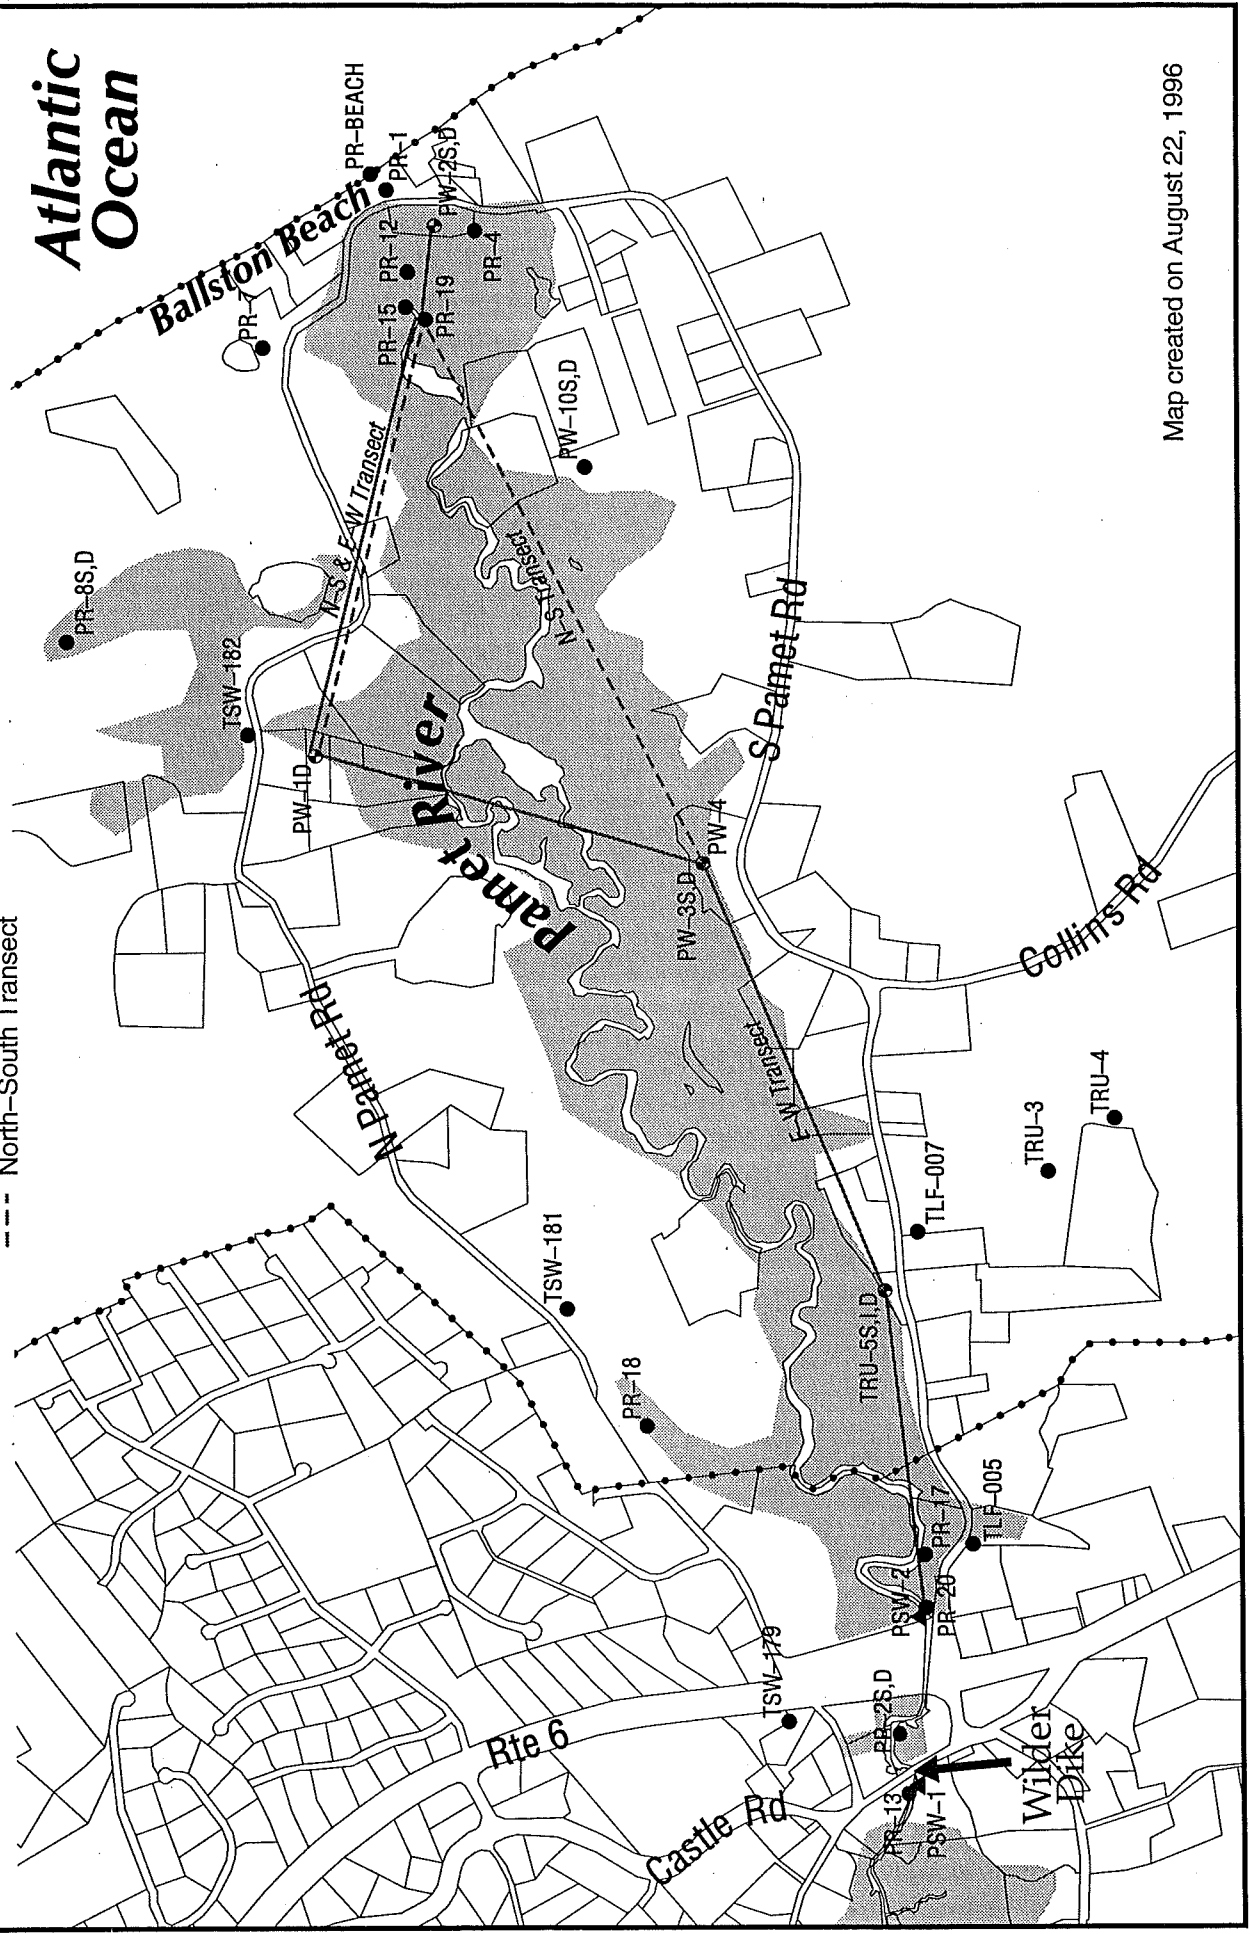 North–South Transect
Atlantic
Ocean
Ballston Beach
PR–BEACH
PR–1
PW–2S,D
PR–12
PR–4
PR–15
PR–19
PR–7
PW–10S,D
N–S & E–W Transect
N–S Transect
PR–8S,D
TSW–182
PW–1D
Pamet River
S Pamet Rd
PW–4
PW–3S,D
Collins Rd
N Pamet Rd
E–W Transect
TRU–4
TRU–3
TLF–007
TSW–181
TRU–5S,I,D
PR–18
TLF–005
PR–17
PSW–2
PR–20
TSW–179
PR–2S,D
Rte 6
Castle Rd
PR–13
PSW–1
Wilder
Dike
Map created on August 22, 1996